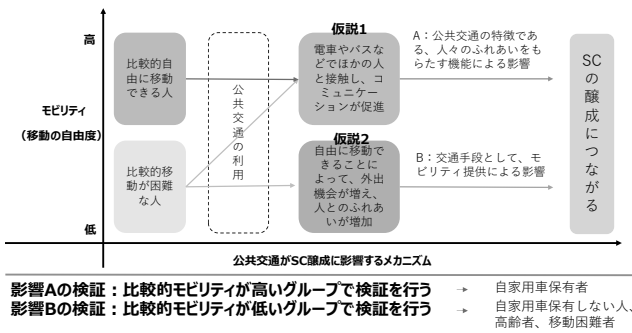 高
モビリティ
(移動の自由度)
低
比較的自
由に移動
できる人
比較的移
動が困難
な人
公共交通の利用
仮説1
電車やバスな
どでほかの人
と接触し、コ
ミュニケー
ションが促進
仮説2
自由に移動で
きることに
よって、外出
機会が増え、
人とのふれあ
いが増加
A：公共交通の特徴であ
る、人々のふれあいをも
たらす機能による影響
B：交通手段として、モ
ビリティ提供による影響
SCの醸成につながる
公共交通がSC醸成に影響するメカニズム
影響Aの検証：比較的モビリティが高いグループで検証を行う → 自家用車保有者
影響Bの検証：比較的モビリティが低いグループで検証を行う → 自家用車保有しない人、
高齢者、移動困難者